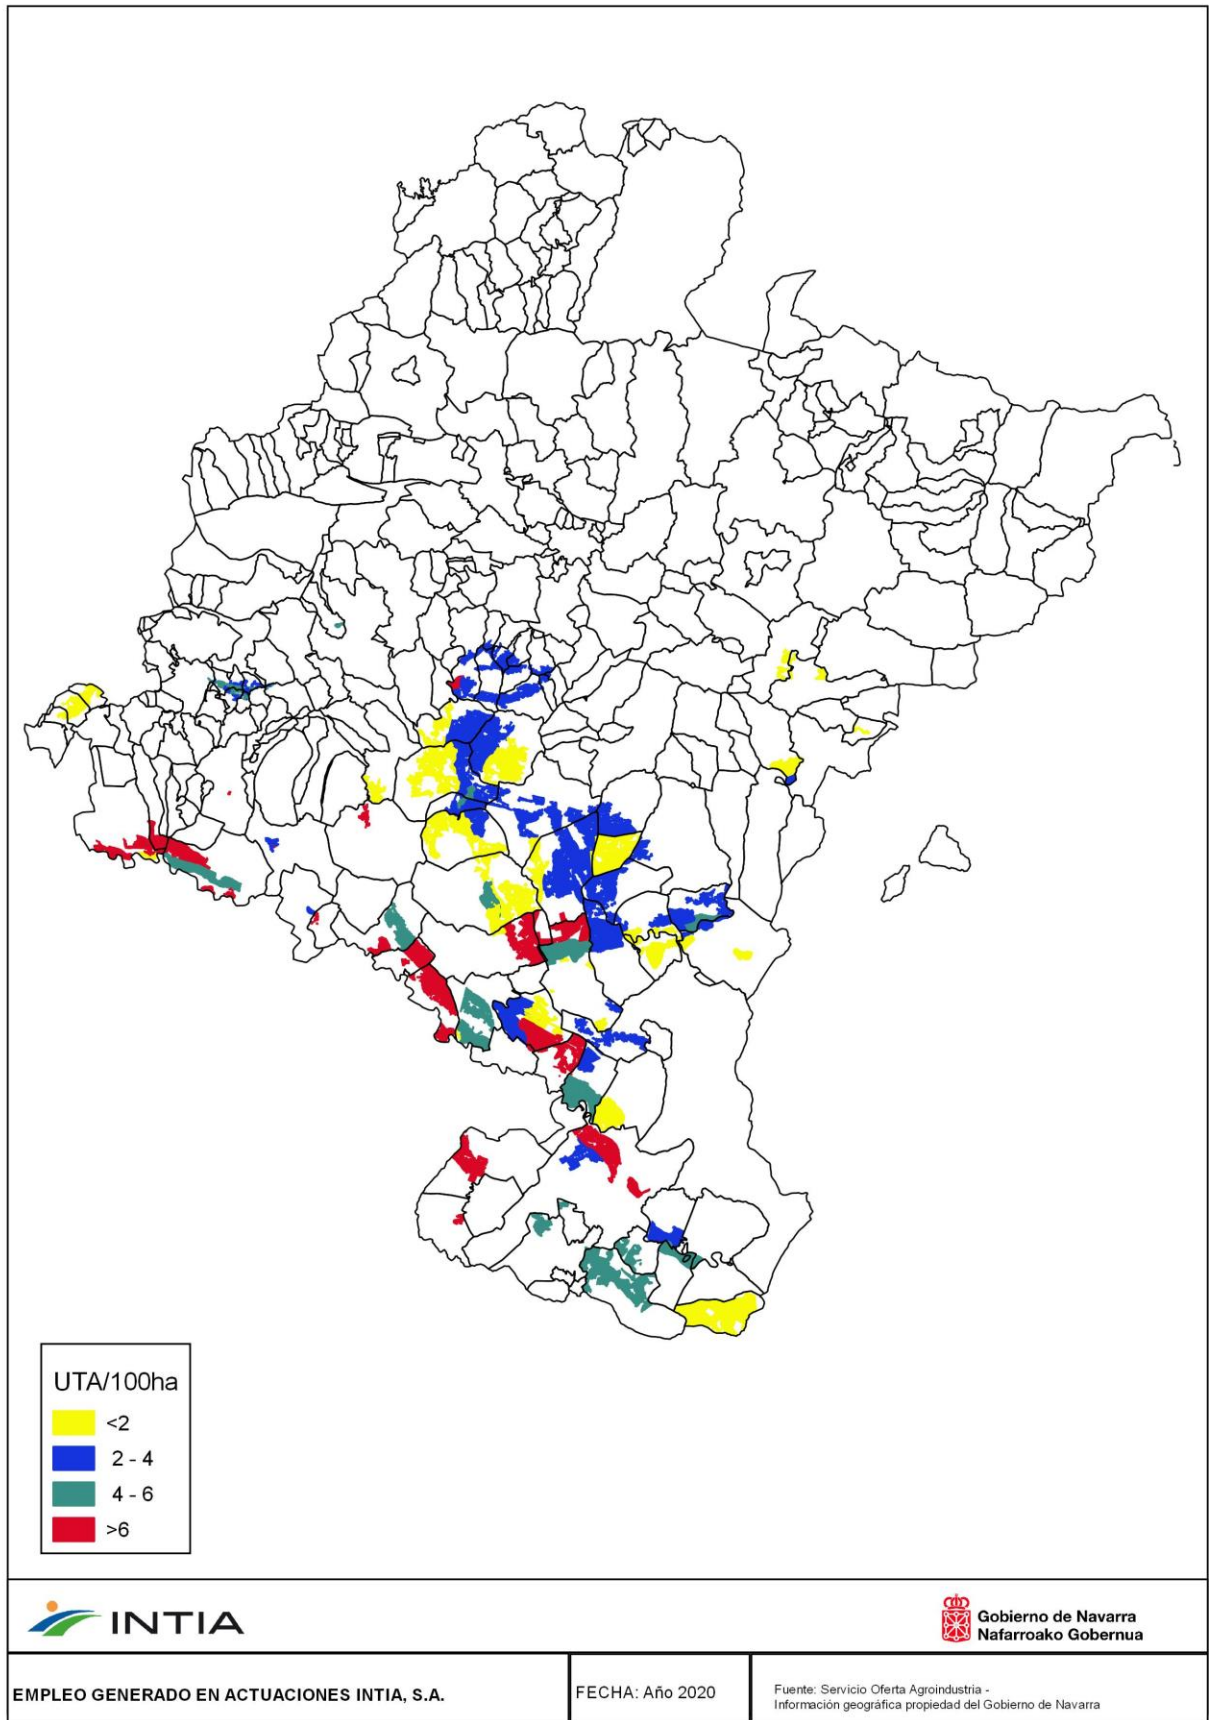 UTA/100ha
<2
2 - 4
4 - 6
>6
INTIA
Gobierno de Navarra
Nafarroako Gobernua
EMPLEO GENERADO EN ACTUACIONES INTIA, S.A.
FECHA: Año 2020
Fuente: Servicio Oferta Agroindustria -
Información geográfica propiedad del Gobierno de Navarra